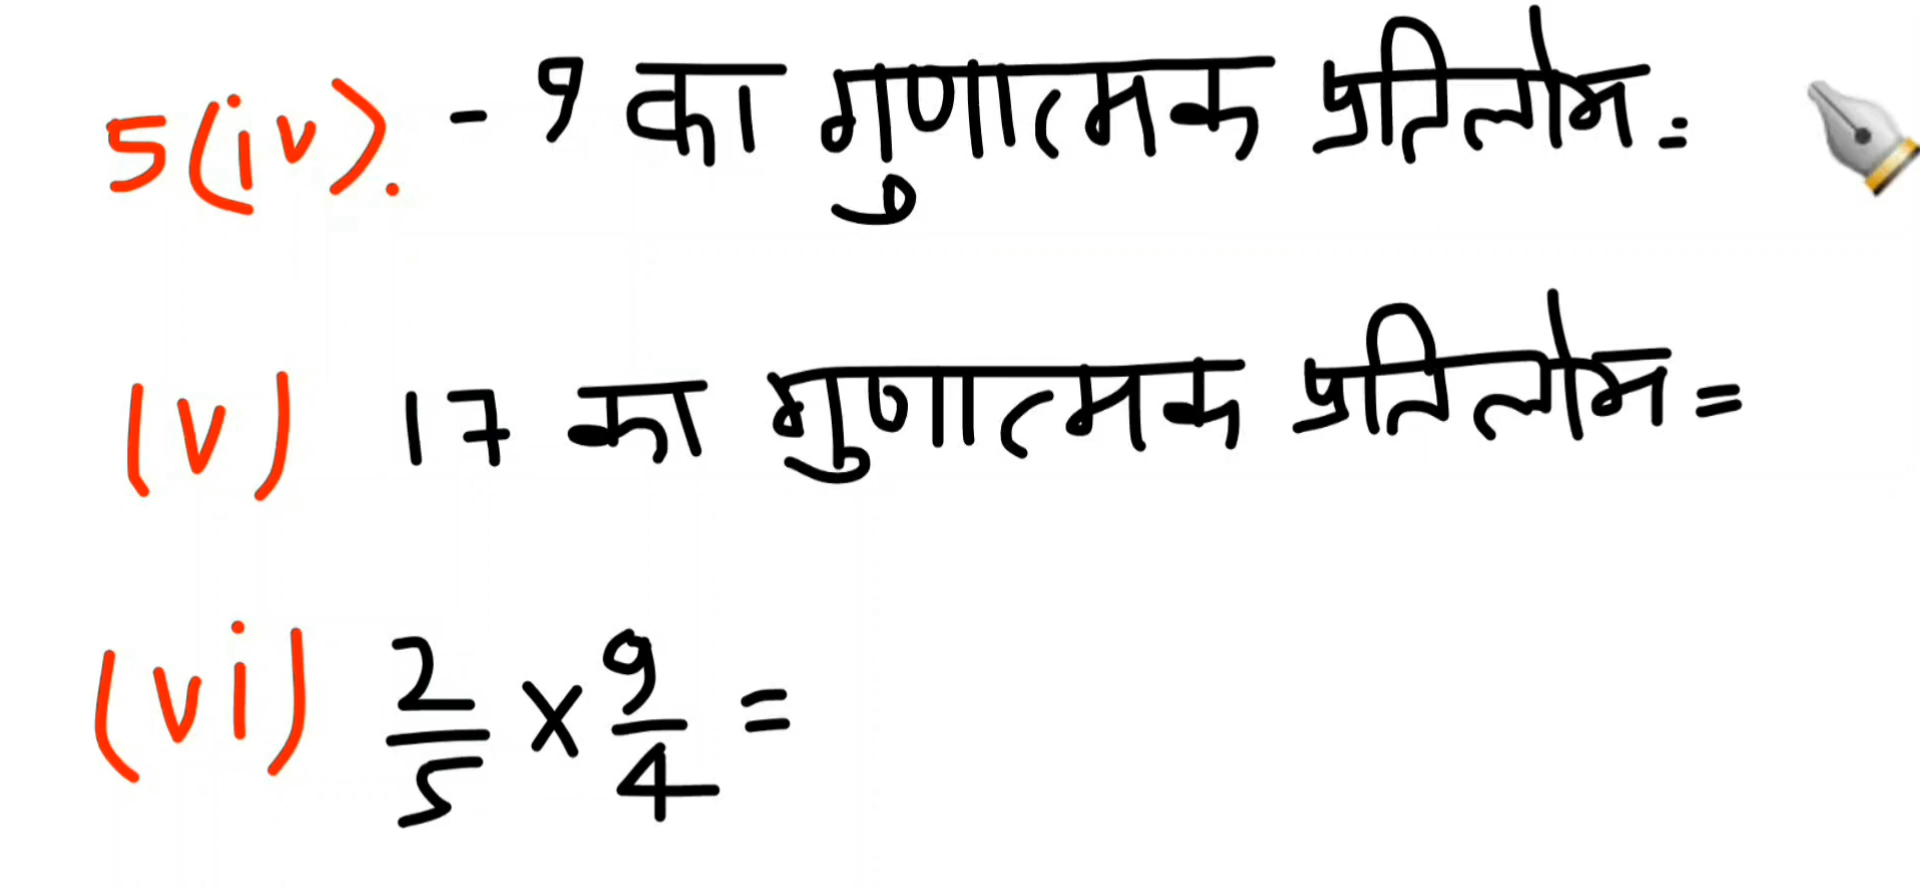 5(iv). - 9 का गुणात्मक प्रतिलोम =
(v) 17 का गुणात्मक प्रतिलोम =
(vi) 2/5 × 9/4 =